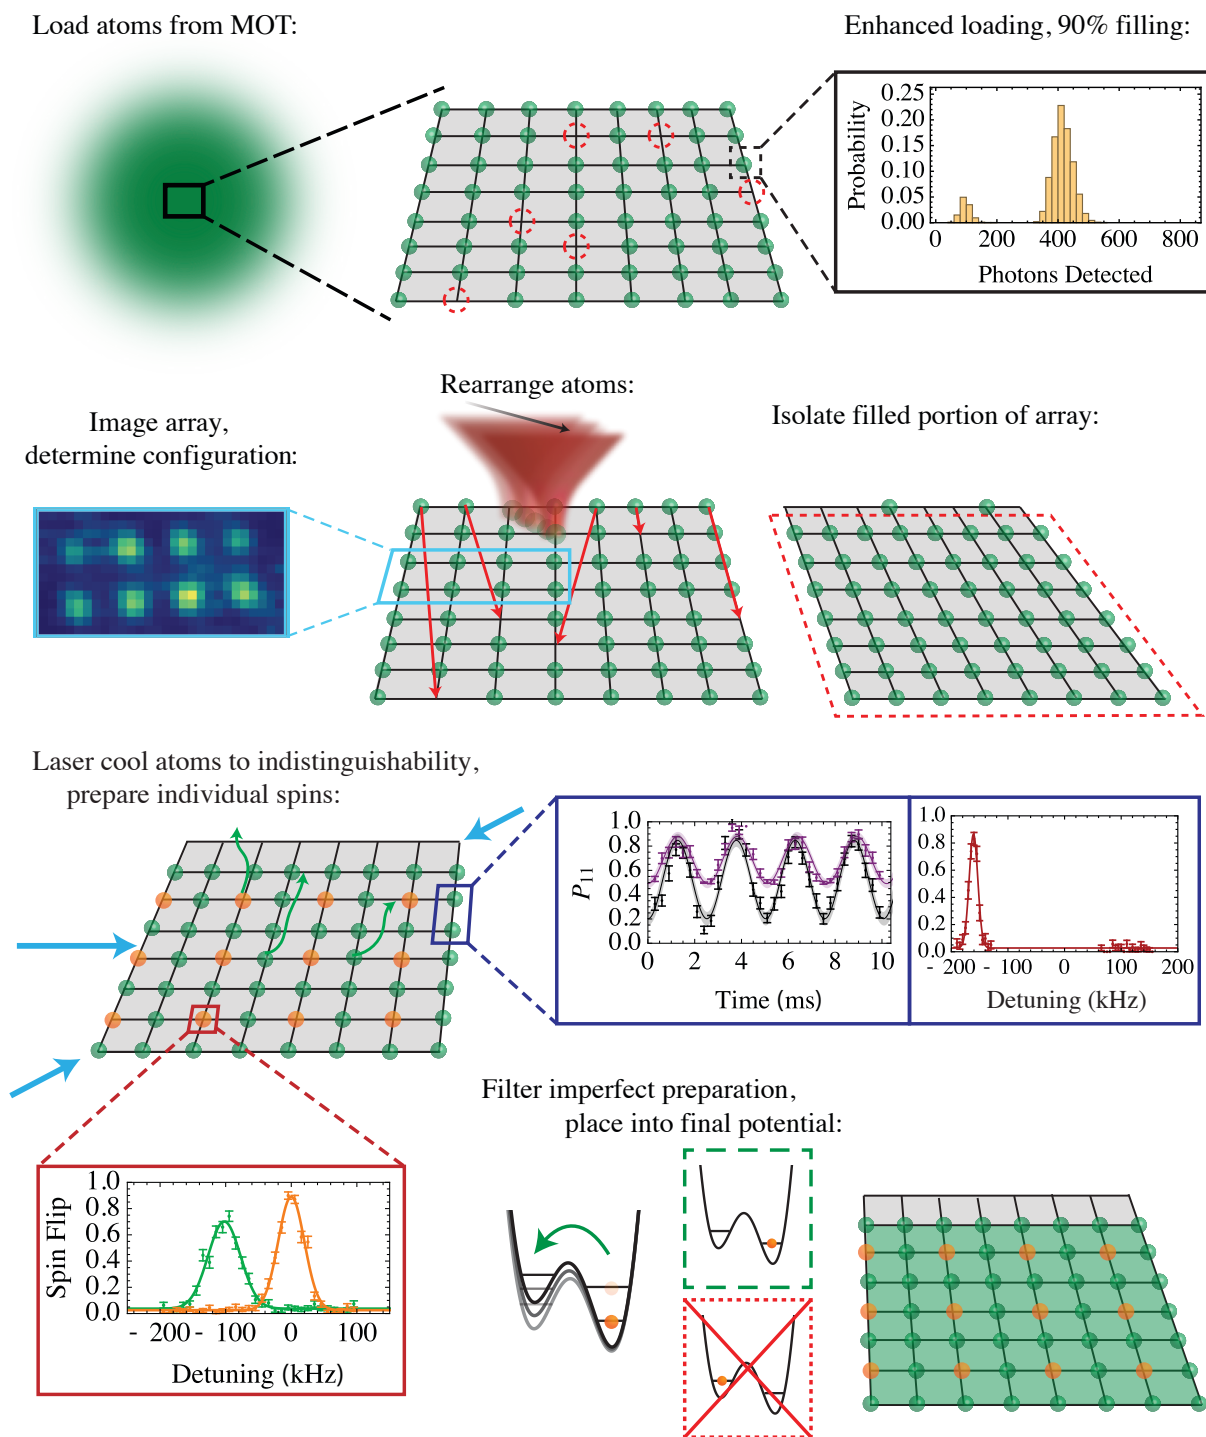 Load atoms from MOT:
Enhanced loading, 90% filling:
Probability
0.25
0.20
0.15
0.10
0.05
0.00
0 200 400 600 800
Photons Detected
Rearrange atoms:
Image array,
determine configuration:
Isolate filled portion of array:
Laser cool atoms to indistinguishability,
prepare individual spins:
P11
1.0
0.8
0.6
0.4
0.2
0.0
0 2 4 6 8 10
Time (ms)
1.0
0.8
0.6
0.4
0.2
0.0
- 200 - 100 0 100 200
Detuning (kHz)
Filter imperfect preparation,
place into final potential:
Spin Flip
1.0
0.8
0.6
0.4
0.2
0.0
- 200 - 100 0 100
Detuning (kHz)